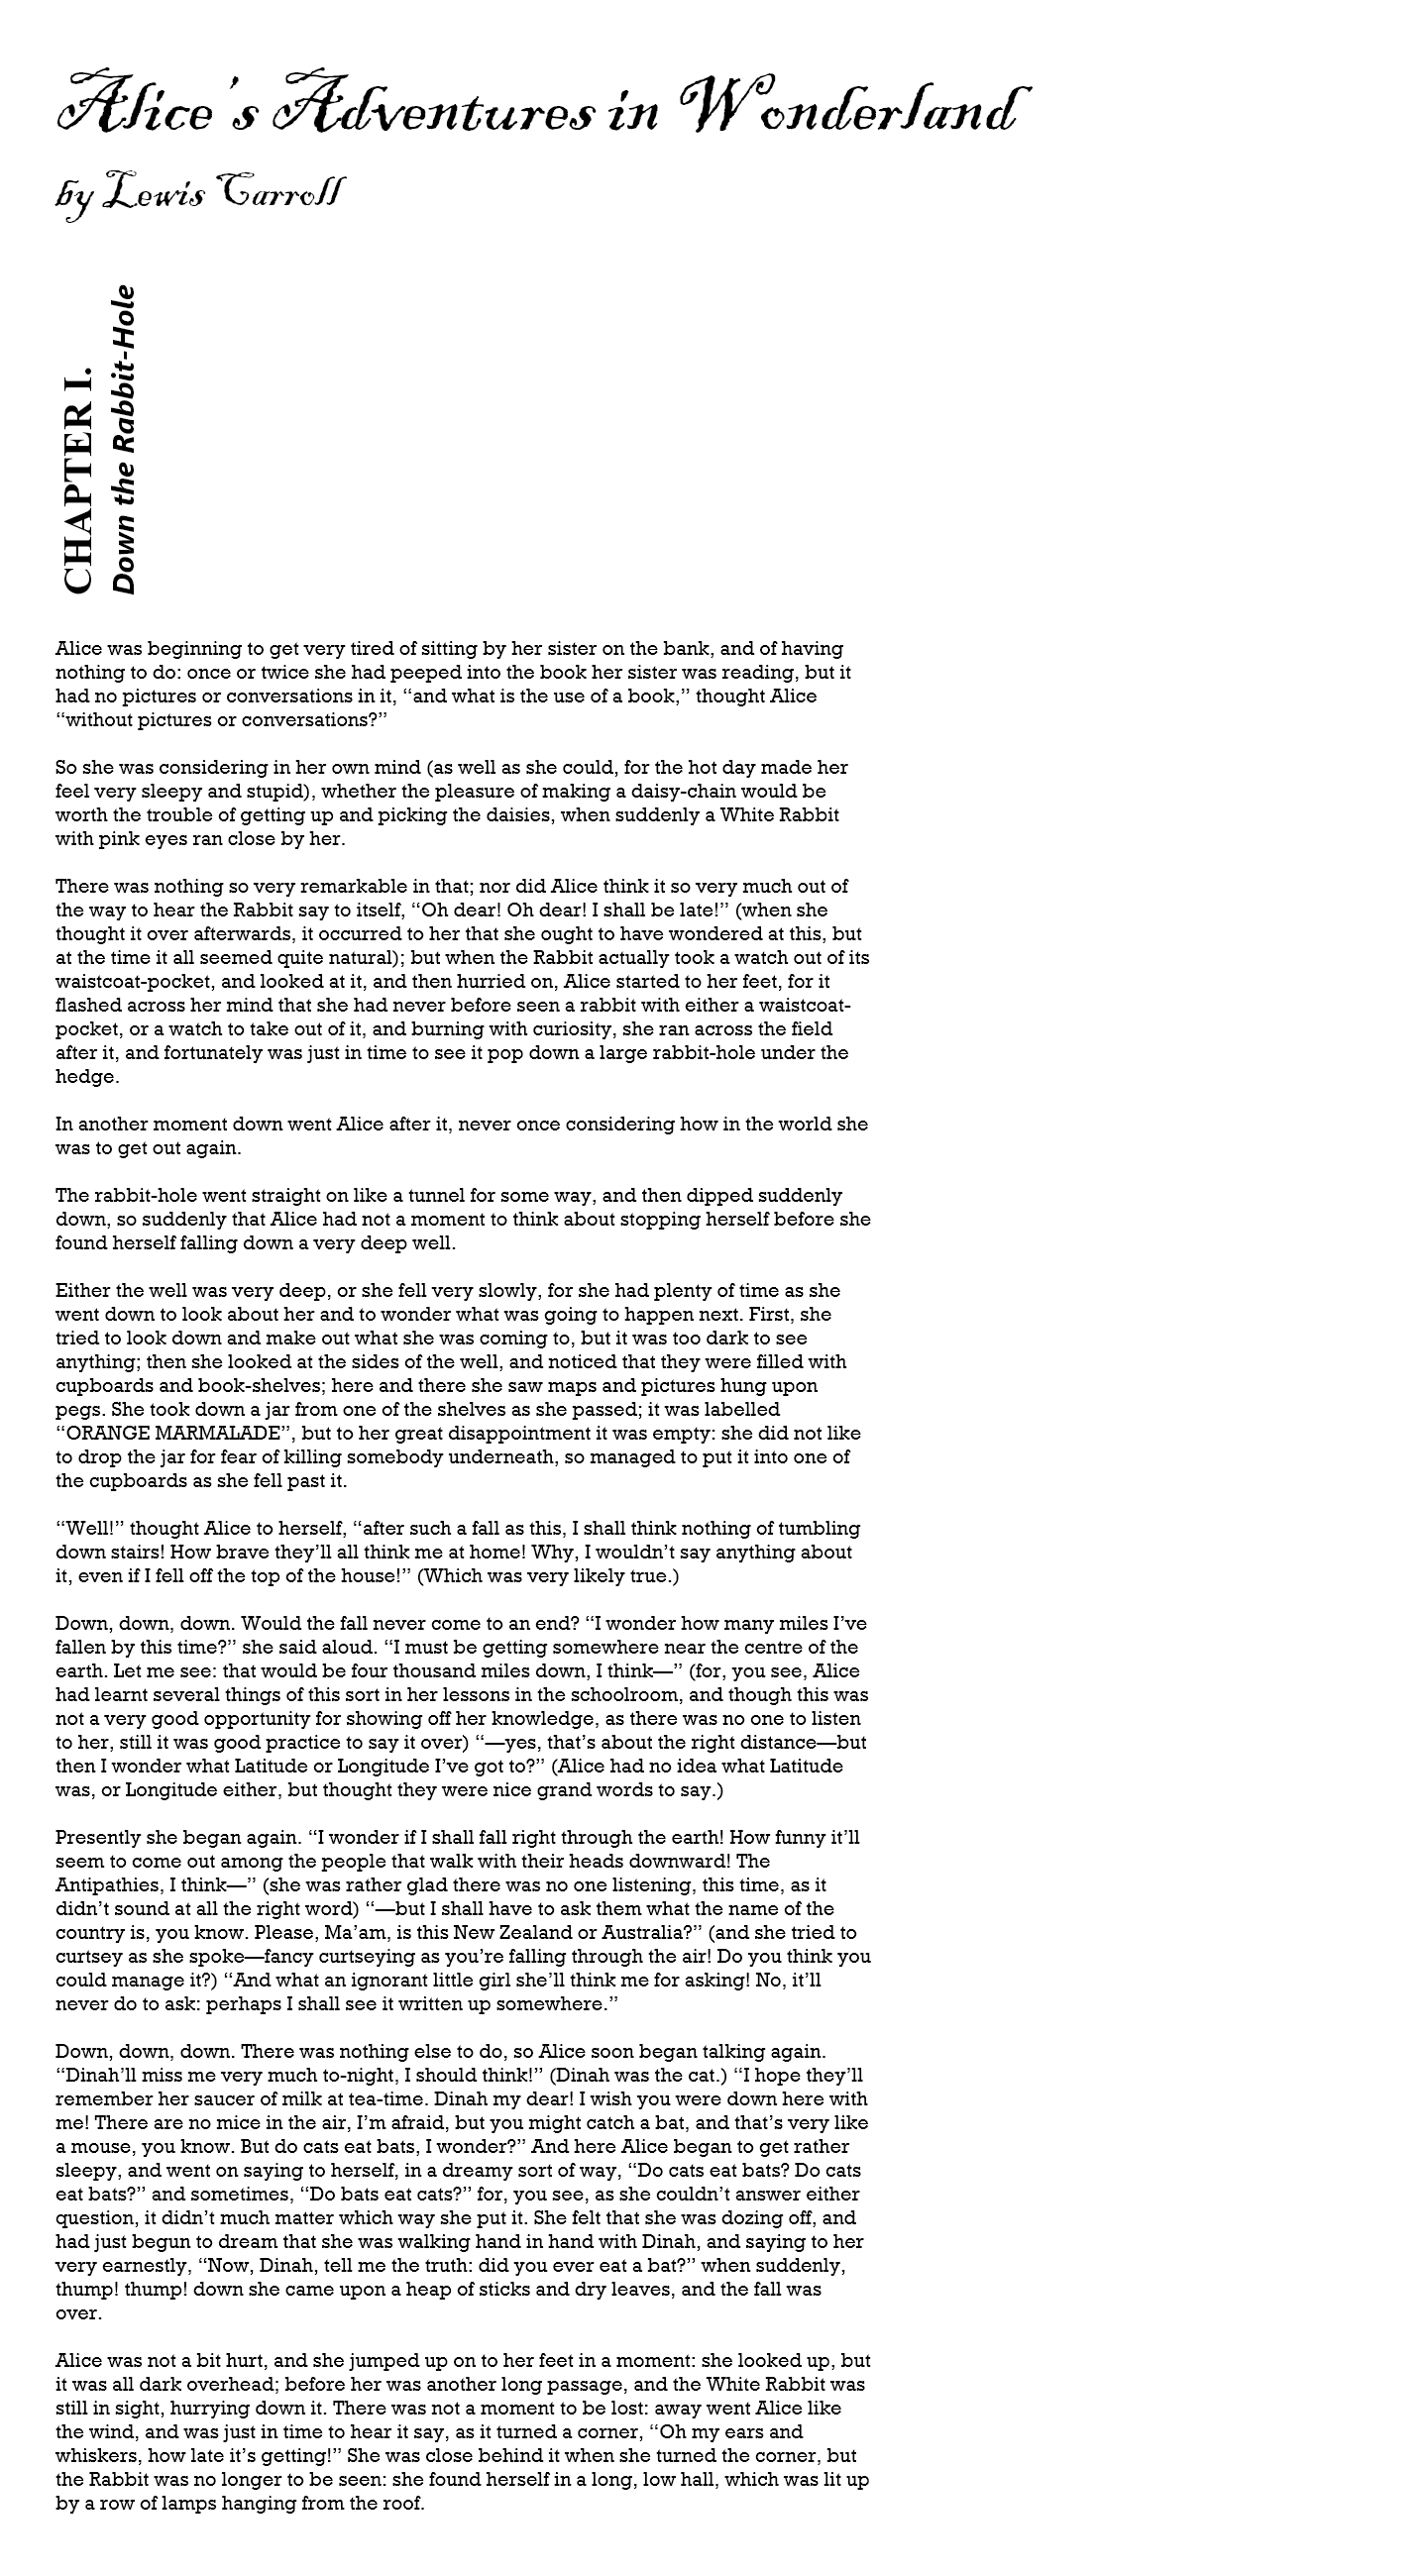 Alice's Adventures in Wonderland
by Lewis Carroll
CHAPTER I.
Down the Rabbit-Hole
Alice was beginning to get very tired of sitting by her sister on the bank, and of having
nothing to do: once or twice she had peeped into the book her sister was reading, but it
had no pictures or conversations in it, “and what is the use of a book,” thought Alice
“without pictures or conversations?”
So she was considering in her own mind (as well as she could, for the hot day made her
feel very sleepy and stupid), whether the pleasure of making a daisy-chain would be
worth the trouble of getting up and picking the daisies, when suddenly a White Rabbit
with pink eyes ran close by her.
There was nothing so very remarkable in that; nor did Alice think it so very much out of
the way to hear the Rabbit say to itself, “Oh dear! Oh dear! I shall be late!” (when she
thought it over afterwards, it occurred to her that she ought to have wondered at this, but
at the time it all seemed quite natural); but when the Rabbit actually took a watch out of its
waistcoat-pocket, and looked at it, and then hurried on, Alice started to her feet, for it
flashed across her mind that she had never before seen a rabbit with either a waistcoat-
pocket, or a watch to take out of it, and burning with curiosity, she ran across the field
after it, and fortunately was just in time to see it pop down a large rabbit-hole under the
hedge.
In another moment down went Alice after it, never once considering how in the world she
was to get out again.
The rabbit-hole went straight on like a tunnel for some way, and then dipped suddenly
down, so suddenly that Alice had not a moment to think about stopping herself before she
found herself falling down a very deep well.
Either the well was very deep, or she fell very slowly, for she had plenty of time as she
went down to look about her and to wonder what was going to happen next. First, she
tried to look down and make out what she was coming to, but it was too dark to see
anything; then she looked at the sides of the well, and noticed that they were filled with
cupboards and book-shelves; here and there she saw maps and pictures hung upon
pegs. She took down a jar from one of the shelves as she passed; it was labelled
“ORANGE MARMALADE”, but to her great disappointment it was empty: she did not like
to drop the jar for fear of killing somebody underneath, so managed to put it into one of
the cupboards as she fell past it.
“Well!” thought Alice to herself, “after such a fall as this, I shall think nothing of tumbling
down stairs! How brave they’ll all think me at home! Why, I wouldn’t say anything about
it, even if I fell off the top of the house!” (Which was very likely true.)
Down, down, down. Would the fall never come to an end? “I wonder how many miles I’ve
fallen by this time?” she said aloud. “I must be getting somewhere near the centre of the
earth. Let me see: that would be four thousand miles down, I think—” (for, you see, Alice
had learnt several things of this sort in her lessons in the schoolroom, and though this was
not a very good opportunity for showing off her knowledge, as there was no one to listen
to her, still it was good practice to say it over) “—yes, that’s about the right distance—but
then I wonder what Latitude or Longitude I’ve got to?” (Alice had no idea what Latitude
was, or Longitude either, but thought they were nice grand words to say.)
Presently she began again. “I wonder if I shall fall right through the earth! How funny it’ll
seem to come out among the people that walk with their heads downward! The
Antipathies, I think—” (she was rather glad there was no one listening, this time, as it
didn’t sound at all the right word) “—but I shall have to ask them what the name of the
country is, you know. Please, Ma’am, is this New Zealand or Australia?” (and she tried to
curtsey as she spoke—fancy curtseying as you’re falling through the air! Do you think you
could manage it?) “And what an ignorant little girl she’ll think me for asking! No, it’ll
never do to ask: perhaps I shall see it written up somewhere.”
Down, down, down. There was nothing else to do, so Alice soon began talking again.
“Dinah’ll miss me very much to-night, I should think!” (Dinah was the cat.) “I hope they’ll
remember her saucer of milk at tea-time. Dinah my dear! I wish you were down here with
me! There are no mice in the air, I’m afraid, but you might catch a bat, and that’s very like
a mouse, you know. But do cats eat bats, I wonder?” And here Alice began to get rather
sleepy, and went on saying to herself, in a dreamy sort of way, “Do cats eat bats? Do cats
eat bats?” and sometimes, “Do bats eat cats?” for, you see, as she couldn’t answer either
question, it didn’t much matter which way she put it. She felt that she was dozing off, and
had just begun to dream that she was walking hand in hand with Dinah, and saying to her
very earnestly, “Now, Dinah, tell me the truth: did you ever eat a bat?” when suddenly,
thump! thump! down she came upon a heap of sticks and dry leaves, and the fall was
over.
Alice was not a bit hurt, and she jumped up on to her feet in a moment: she looked up, but
it was all dark overhead; before her was another long passage, and the White Rabbit was
still in sight, hurrying down it. There was not a moment to be lost: away went Alice like
the wind, and was just in time to hear it say, as it turned a corner, “Oh my ears and
whiskers, how late it’s getting!” She was close behind it when she turned the corner, but
the Rabbit was no longer to be seen: she found herself in a long, low hall, which was lit up
by a row of lamps hanging from the roof.